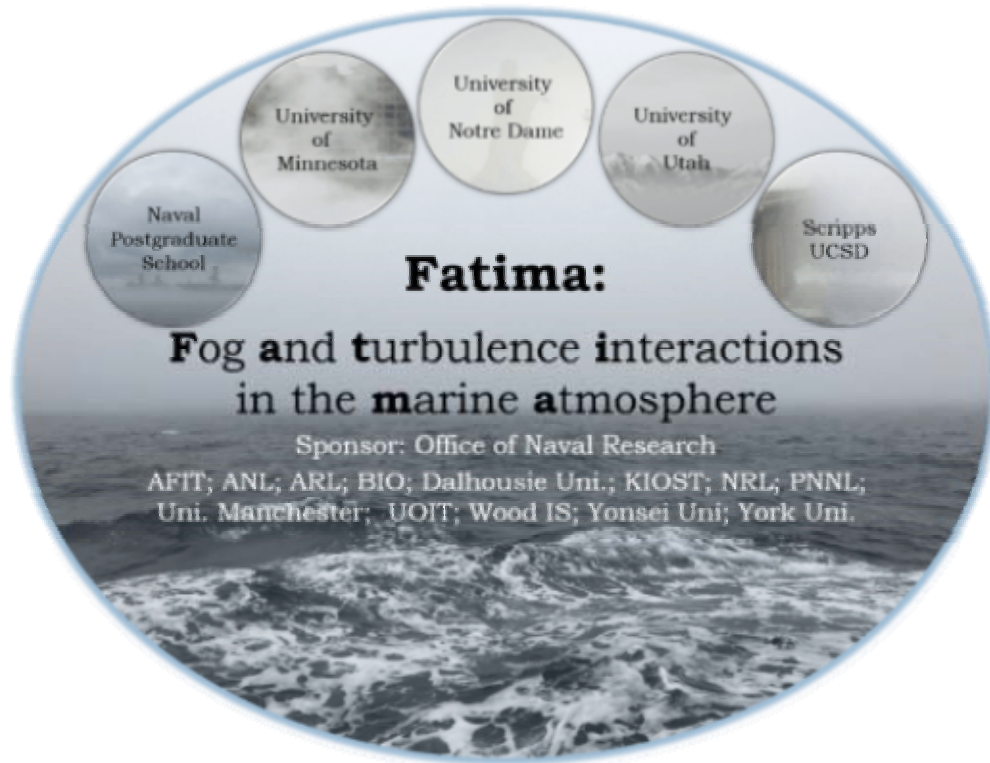 Naval
Postgraduate
School
University
of
Minnesota
University
of
Notre Dame
University
of
Utah
Scripps
UCSD
Fatima:
Fog and turbulence interactions
in the marine atmosphere
Sponsor: Office of Naval Research
AFIT; ANL; ARL; BIO; Dalhousie Uni.; KIOST; NRL; PNNL;
Uni. Manchester; UOIT; Wood IS; Yonsei Uni; York Uni.